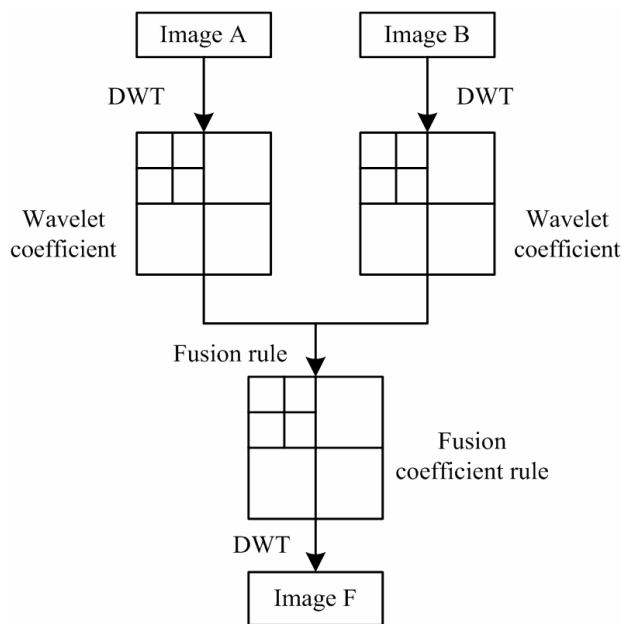 Image A
Image B
DWT
DWT
Wavelet
coefficient
Wavelet
coefficient
Fusion rule
Fusion
coefficient rule
DWT
Image F